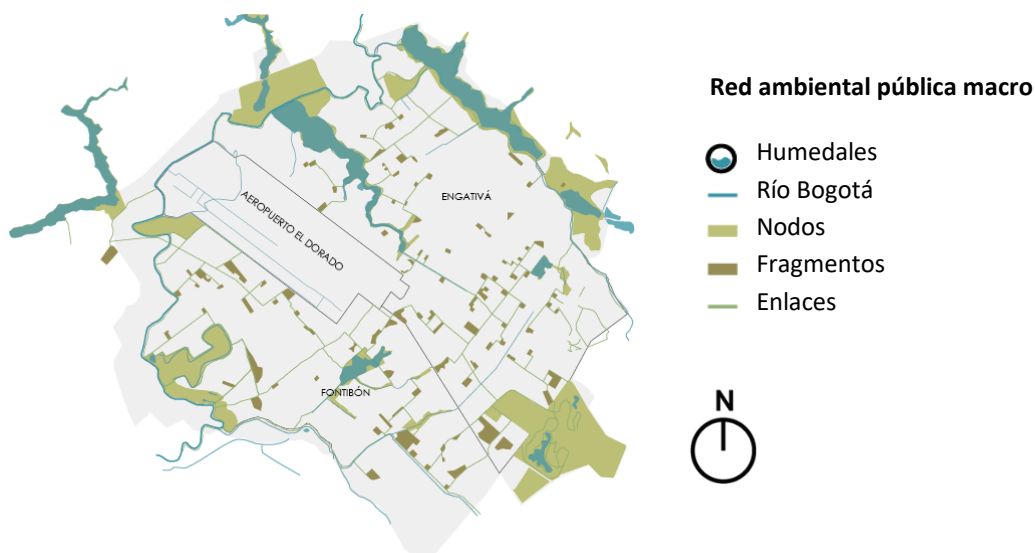 Red ambiental pública macro
Humedales
Río Bogotá
Nodos
Fragmentos
Enlaces
N
ENGATIVÁ
AEROPUERTO EL DORADO
FONTIBÓN